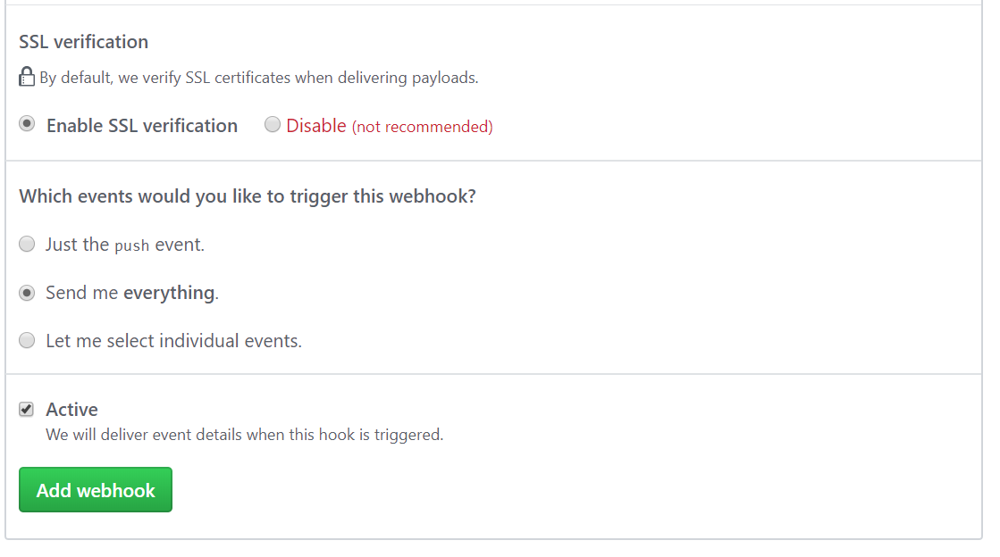 SSL verification
By default, we verify SSL certificates when delivering payloads.
Enable SSL verification Disable (not recommended)
Which events would you like to trigger this webhook?
Just the push event.
Send me everything.
Let me select individual events.
Active
We will deliver event details when this hook is triggered.
Add webhook